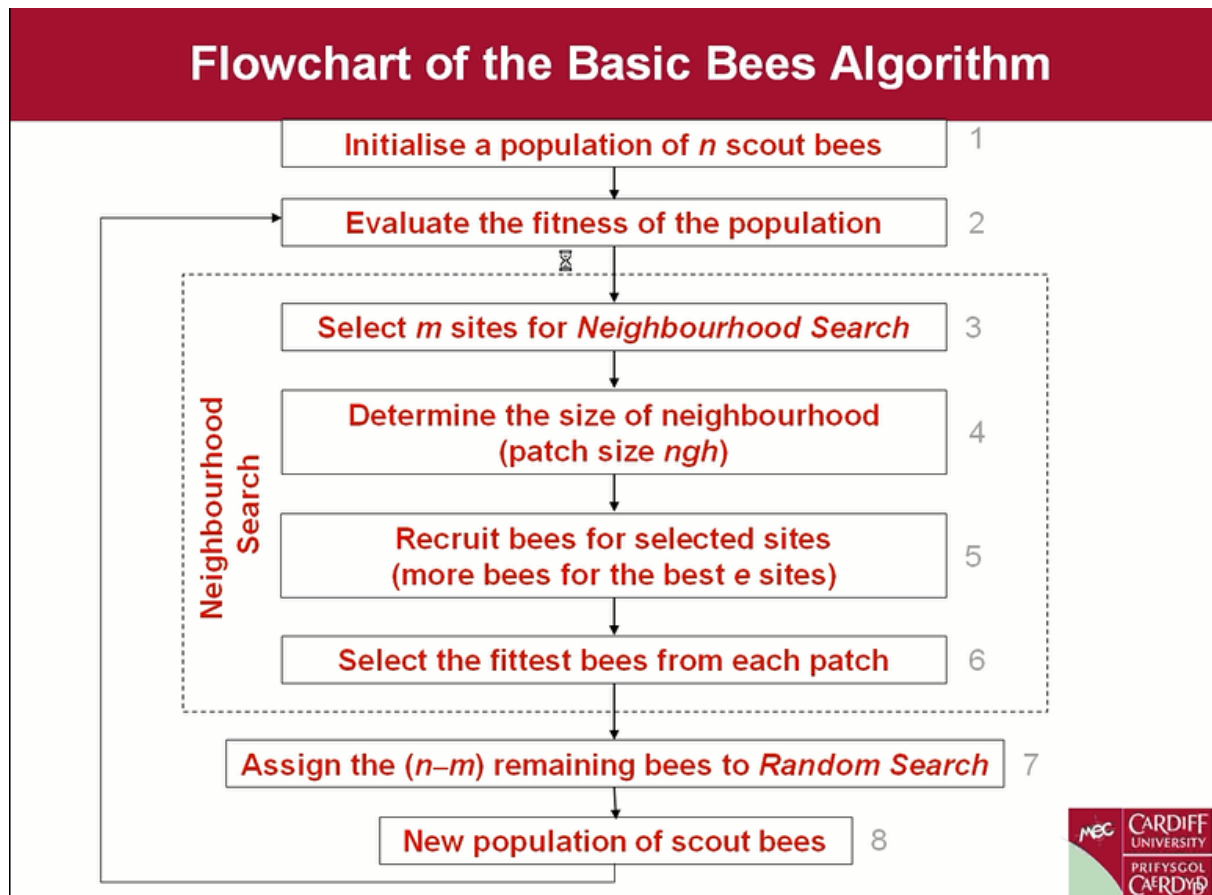 Flowchart of the Basic Bees Algorithm
Initialise a population of n scout bees
1
Evaluate the fitness of the population
2
Select m sites for Neighbourhood Search
3
Determine the size of neighbourhood
(patch size ngh)
4
Recruit bees for selected sites
(more bees for the best e sites)
5
Select the fittest bees from each patch
6
Neighbourhood
Search
Assign the (n–m) remaining bees to Random Search
7
New population of scout bees
8
MEC
CARDIFF
UNIVERSITY
PRIFYSGOL